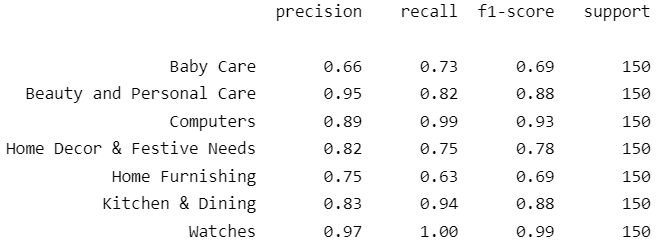 precision recall f1-score support
Baby Care 0.66 0.73 0.69 150
Beauty and Personal Care 0.95 0.82 0.88 150
Computers 0.89 0.99 0.93 150
Home Decor & Festive Needs 0.82 0.75 0.78 150
Home Furnishing 0.75 0.63 0.69 150
Kitchen & Dining 0.83 0.94 0.88 150
Watches 0.97 1.00 0.99 150